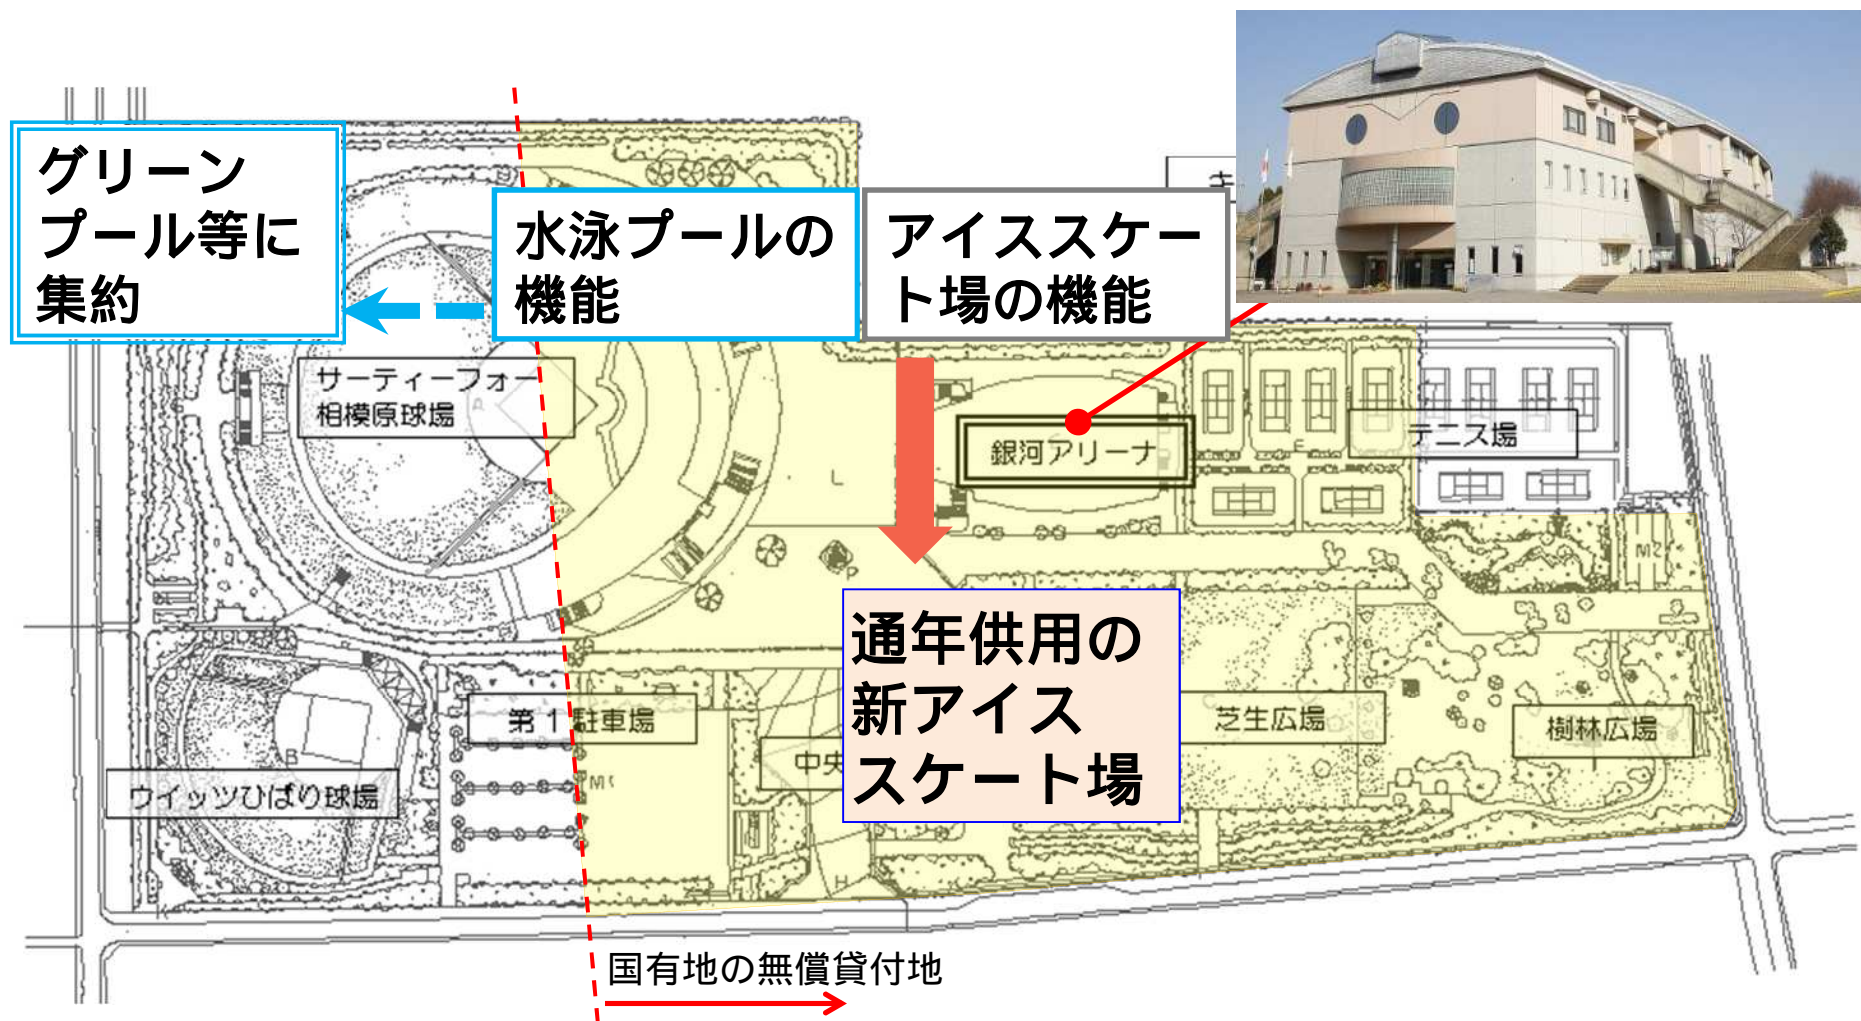 グリーン
プール等に
集約
水泳プールの
機能
アイススケー
ト場の機能
サーティーフォー
相模原球場
銀河アリーナ
テニス場
L
E
P
M2
通年供用の
新アイス
スケート場
第1駐車場
芝生広場
樹林広場
中央
ウイッツひばり球場
B
H
国有地の無償貸付地